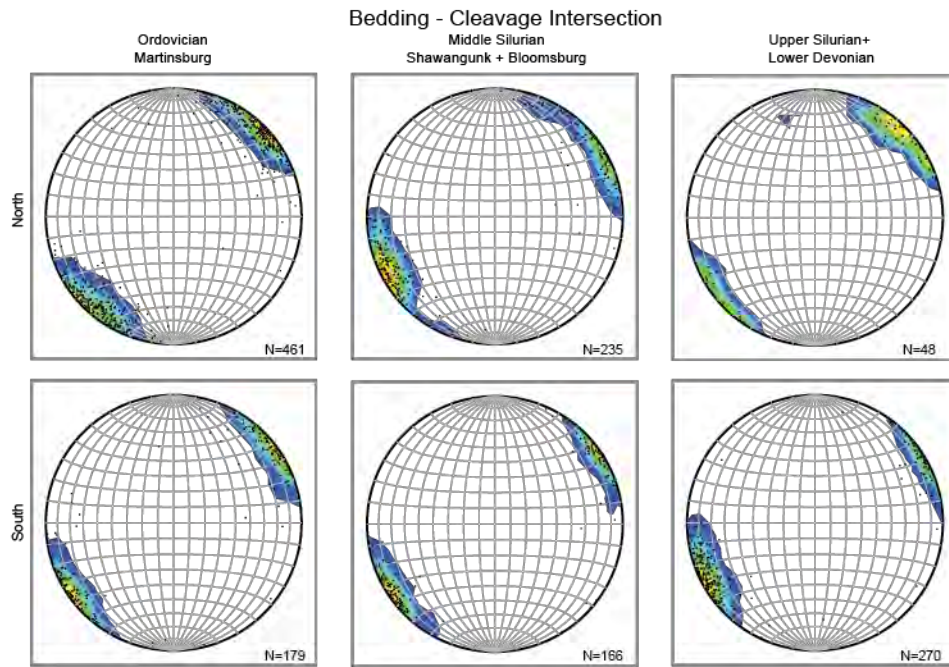 Bedding - Cleavage Intersection
Ordovician
Martinsburg
Middle Silurian
Shawangunk + Bloomsburg
Upper Silurian+
Lower Devonian
North
N=461
N=235
N=48
South
N=179
N=166
N=270